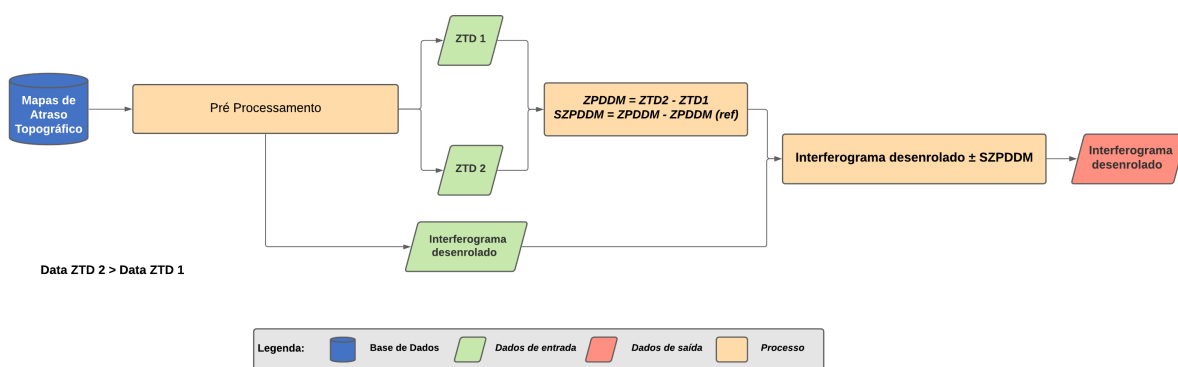 ZTD 1
Mapas de
Atraso
Topográfico
Pré Processamento
ZPDDM = ZTD2 - ZTD1
SZPDDM = ZPDDM - ZPDDM (ref)
ZTD 2
Interferograma desenrolado ± SZPDDM
Interferograma
desenrolado
Interferograma
desenrolado
Data ZTD 2 > Data ZTD 1
Legenda:
Base de Dados
Dados de entrada
Dados de saída
Processo